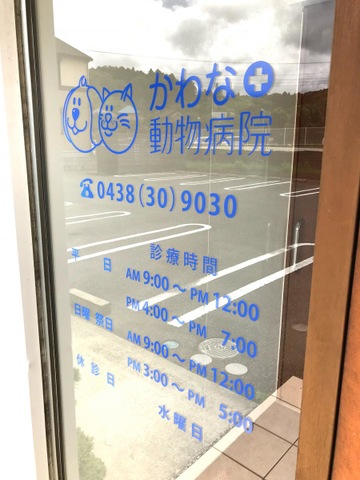 かわな
動物病院
☎0438(30)9030
診療時間
平日 AM 9:00～PM 12:00
PM 4:00～PM 7:00
日曜 祭日 AM 9:00～PM 12:00
PM 3:00～PM 5:00
休診日 水曜日